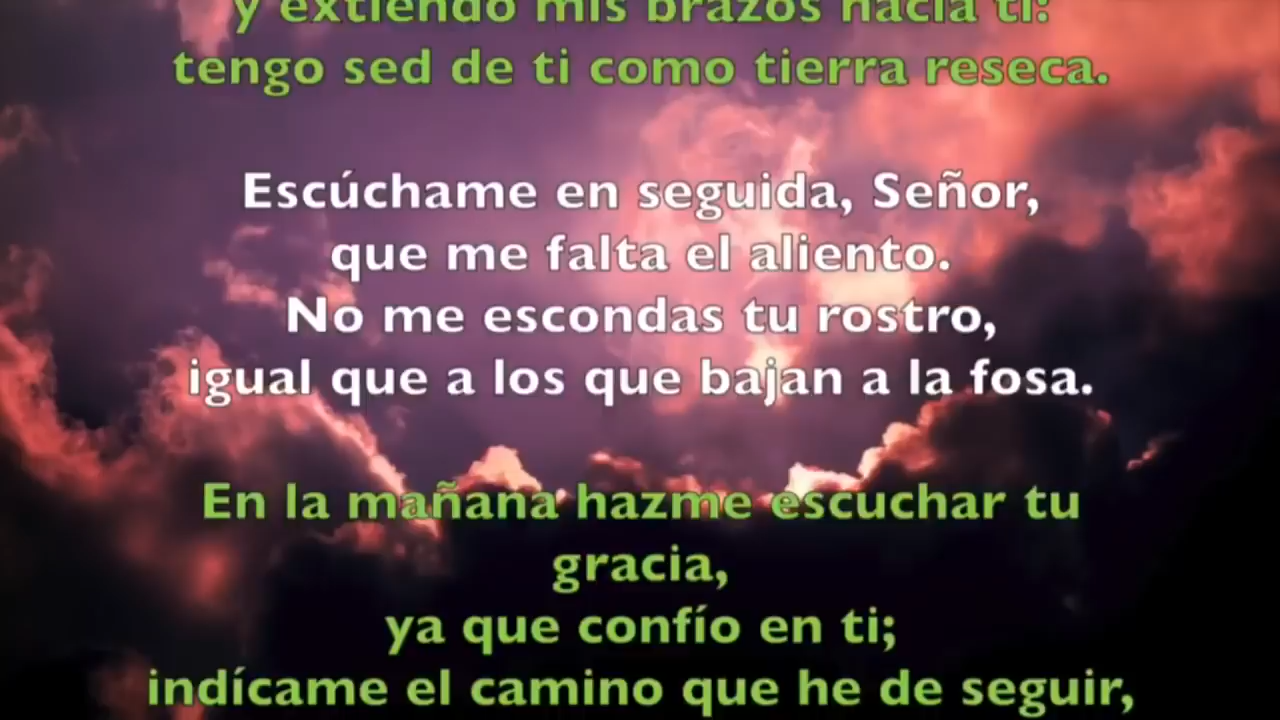 y extiendo mis brazos hacia ti:
tengo sed de ti como tierra reseca.
Escúchame en seguida, Señor,
que me falta el aliento.
No me escondas tu rostro,
igual que a los que bajan a la fosa.
En la mañana hazme escuchar tu
gracia,
ya que confío en ti;
indícame el camino que he de seguir,